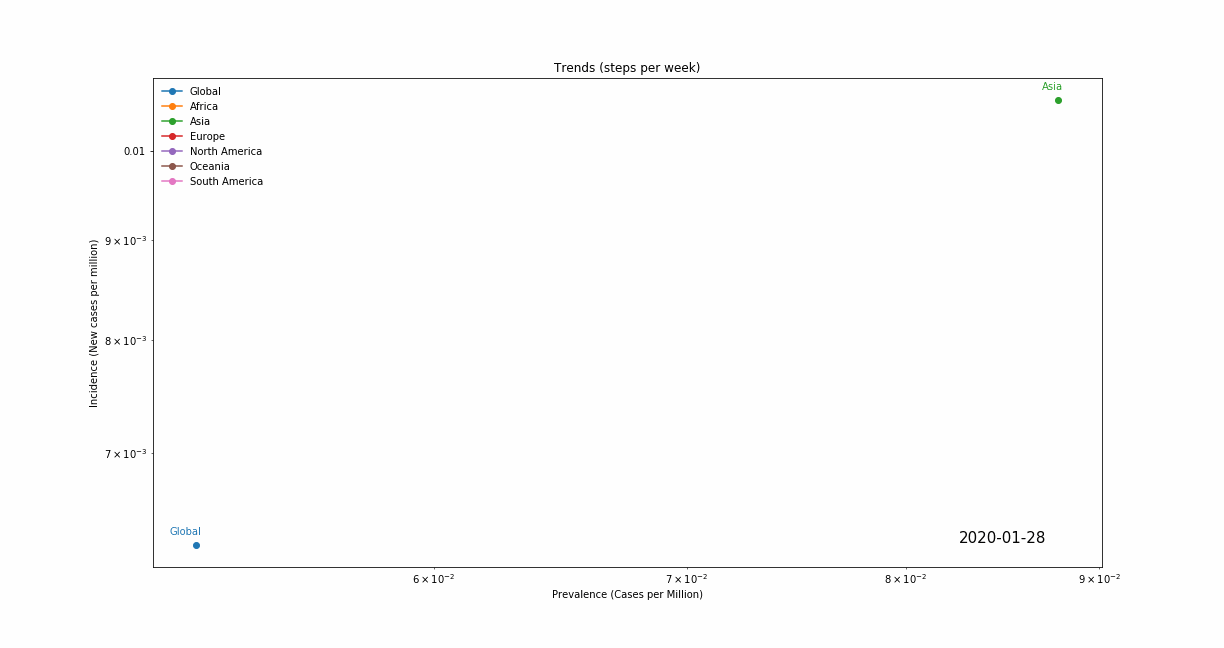 Trends (steps per week)
Global
Africa
Asia
Europe
North America
Oceania
South America
Asia
0.01
9 × 10⁻³
8 × 10⁻³
7 × 10⁻³
Incidence (New cases per million)
Global
2020-01-28
6 × 10⁻² 7 × 10⁻² 8 × 10⁻² 9 × 10⁻²
Prevalence (Cases per Million)